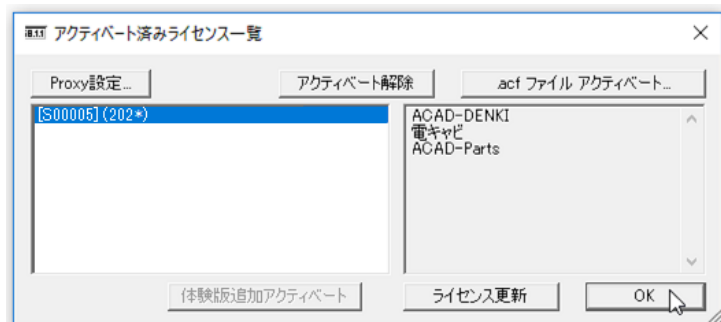 アクティベート済みライセンス一覧
Proxy設定... アクティベート解除 .acf ファイル アクティベート...
[S00005] (202*)
ACAD-DENKI
電キャビ
ACAD-Parts
体験版追加アクティベート ライセンス更新 OK